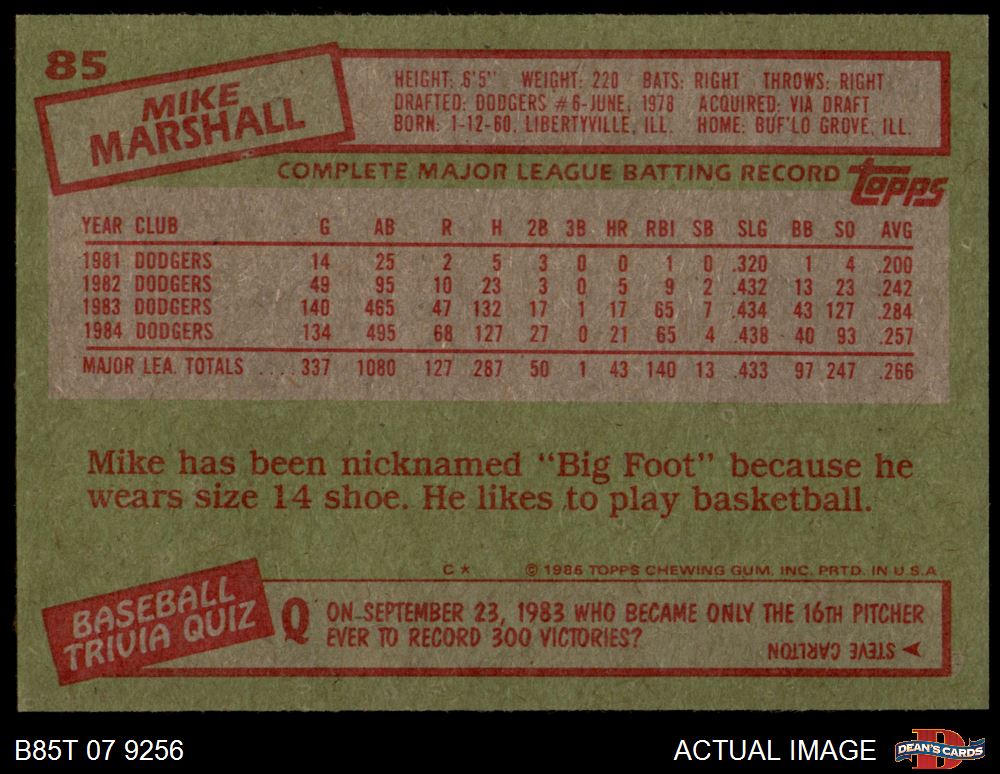 85
MIKE
MARSHALL
HEIGHT: 6'5" WEIGHT: 220 BATS: RIGHT THROWS: RIGHT
DRAFTED: DODGERS #6-JUNE, 1978 ACQUIRED: VIA DRAFT
BORN: 1-12-60, LIBERTYVILLE, ILL. HOME: BUF'LO GROVE, ILL.
COMPLETE MAJOR LEAGUE BATTING RECORD topps
YEAR CLUB G AB R H 2B 3B HR RBI SB SLG BB SO AVG
1981 DODGERS 14 25 2 5 3 0 0 1 0 .320 1 4 .200
1982 DODGERS 49 95 10 23 3 0 5 9 2 .432 13 23 .242
1983 DODGERS 140 465 47 132 17 1 17 65 7 .434 43 127 .284
1984 DODGERS 134 495 68 127 27 0 21 65 4 .438 40 93 .257
MAJOR LEA. TOTALS .... 337 1080 127 287 50 1 43 140 13 .433 97 247 .266
Mike has been nicknamed "Big Foot" because he
wears size 14 shoe. He likes to play basketball.
C* © 1985 TOPPS CHEWING GUM, INC. PRTD. IN U.S.A.
BASEBALL
TRIVIA QUIZ
Q ON SEPTEMBER 23, 1983 WHO BECAME ONLY THE 16TH PITCHER
EVER TO RECORD 300 VICTORIES?
STEVE CARLTON
B85T 07 9256 ACTUAL IMAGE D DEAN'S CARDS